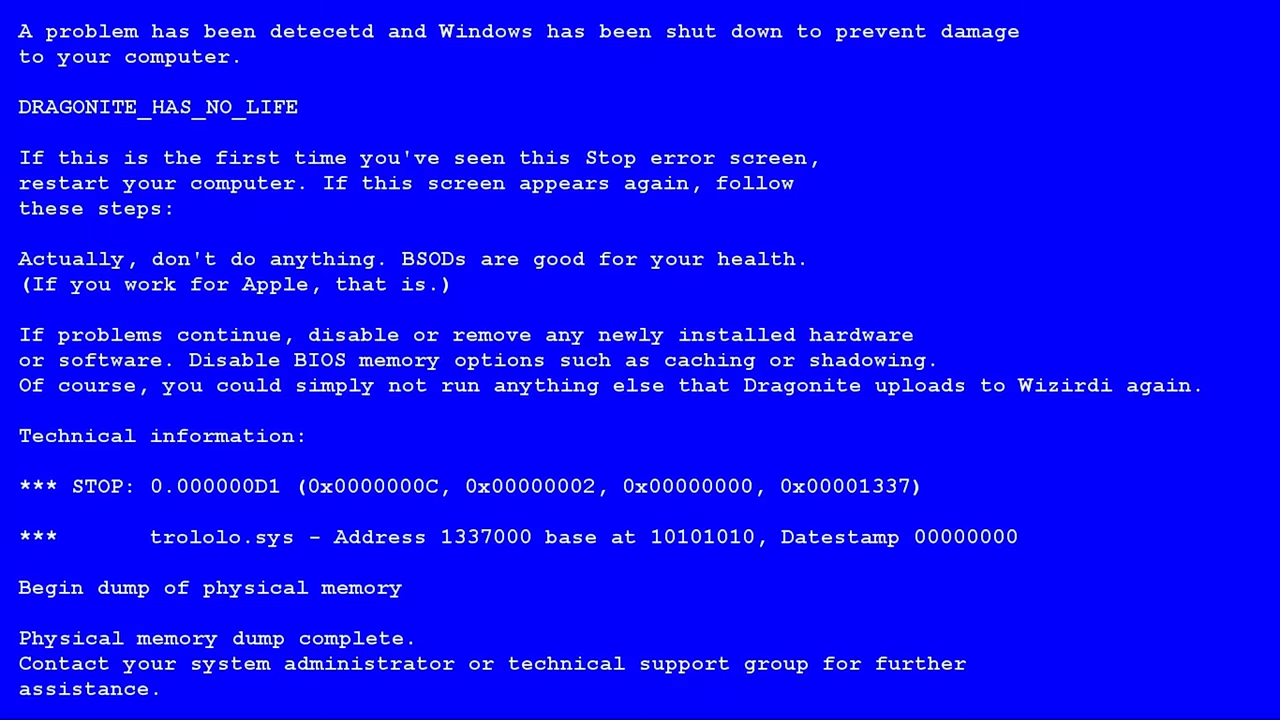 A problem has been detecetd and Windows has been shut down to prevent damage
to your computer.
DRAGONITE_HAS_NO_LIFE
If this is the first time you've seen this Stop error screen,
restart your computer. If this screen appears again, follow
these steps:
Actually, don't do anything. BSODs are good for your health.
(If you work for Apple, that is.)
If problems continue, disable or remove any newly installed hardware
or software. Disable BIOS memory options such as caching or shadowing.
Of course, you could simply not run anything else that Dragonite uploads to Wizirdi again.
Technical information:
*** STOP: 0.000000D1 (0x0000000C, 0x00000002, 0x00000000, 0x00001337)
***       trololo.sys - Address 1337000 base at 10101010, Datestamp 00000000
Begin dump of physical memory
Physical memory dump complete.
Contact your system administrator or technical support group for further
assistance.